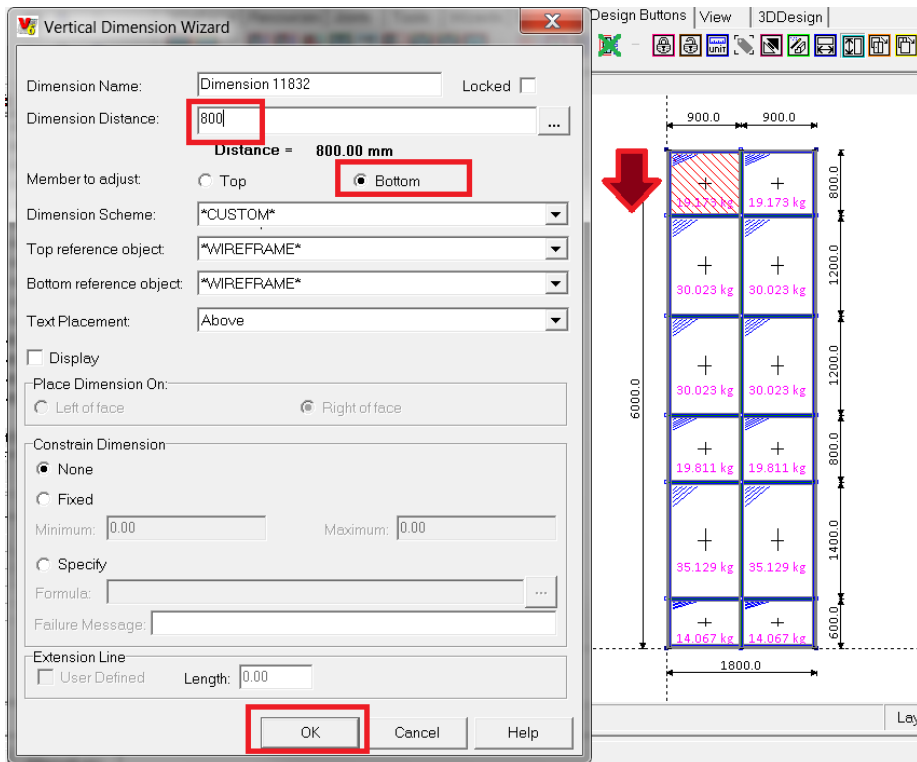 Vertical Dimension Wizard
Dimension Name:
Dimension 11832
Locked
Dimension Distance:
800
...
Distance = 800.00 mm
Member to adjust:
Top
Bottom
Dimension Scheme:
*CUSTOM*
Top reference object:
*WIREFRAME*
Bottom reference object:
*WIREFRAME*
Text Placement:
Above
Display
Place Dimension On:
Left of face
Right of face
Constrain Dimension
None
Fixed
Minimum: 0.00
Maximum: 0.00
Specify
Formula:
...
Failure Message:
Extension Line
User Defined
Length: 0.00
OK
Cancel
Help
Design Buttons
View
3DDesign
UNIT
900.0
900.0
19.173 kg
19.173 kg
800.0
30.023 kg
30.023 kg
1200.0
30.023 kg
30.023 kg
1200.0
6000.0
19.811 kg
19.811 kg
800.0
35.129 kg
35.129 kg
1400.0
14.067 kg
14.067 kg
600.0
1800.0